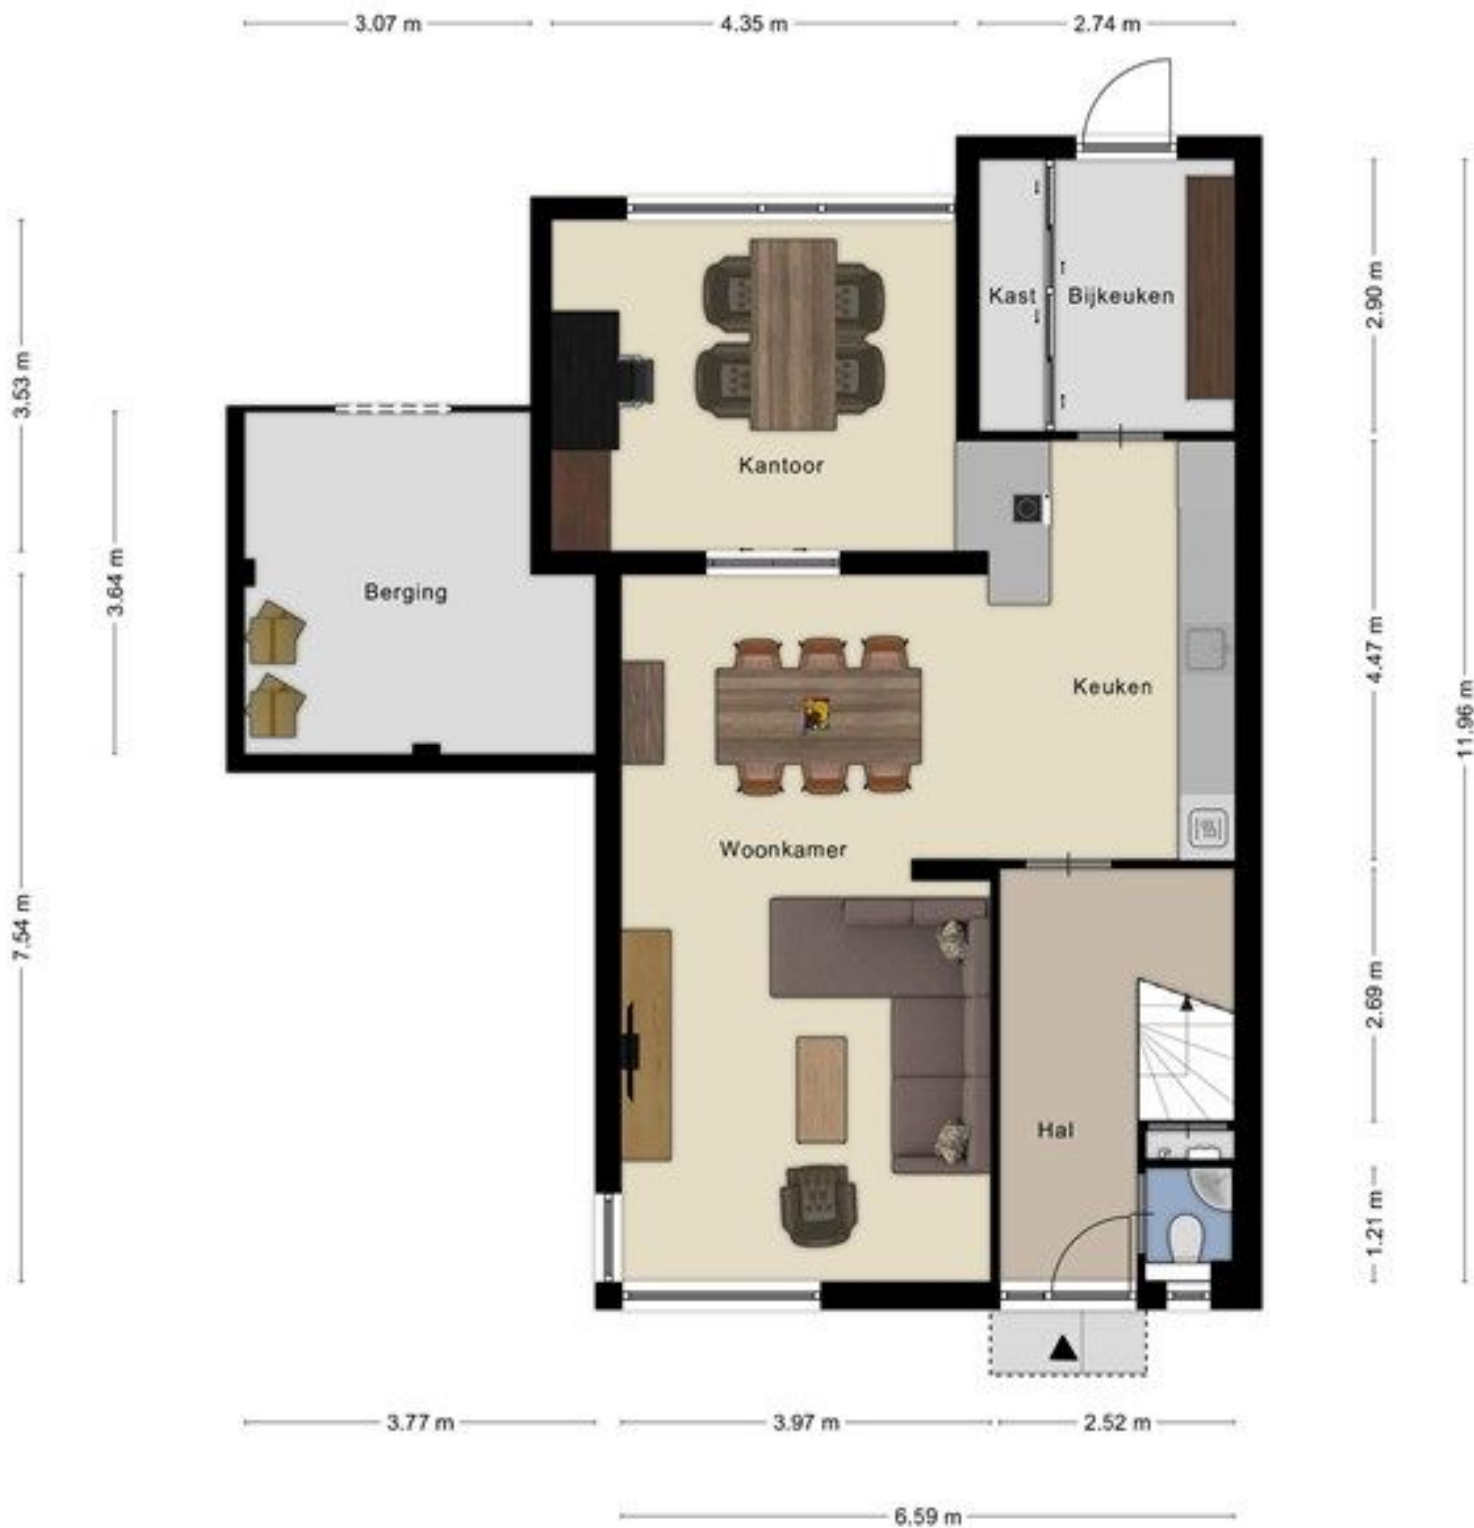 3.07 m
4.35 m
2.74 m
Kast
Bijkeuken
2.90 m
3.53 m
Kantoor
3.64 m
Berging
4.47 m
Keuken
11.96 m
Woonkamer
7.54 m
2.69 m
Hal
1.21 m
3.77 m
3.97 m
2.52 m
6.59 m